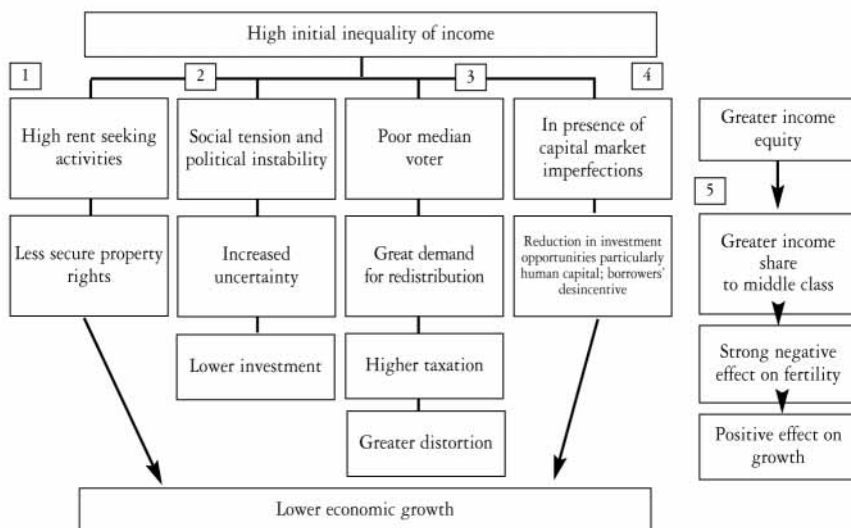 High initial inequality of income
1
2
3
4
High rent seeking
activities
Social tension and
political instability
Poor median
voter
In presence of
capital market
imperfections
Greater income
equity
5
Less secure property
rights
Increased
uncertainty
Great demand
for redistribution
Reduction in investment
opportunities particularly
human capital; borrowers'
desincentive
Greater income
share
to middle class
Lower investment
Higher taxation
Strong negative
effect on fertility
Greater distortion
Positive effect on
growth
Lower economic growth